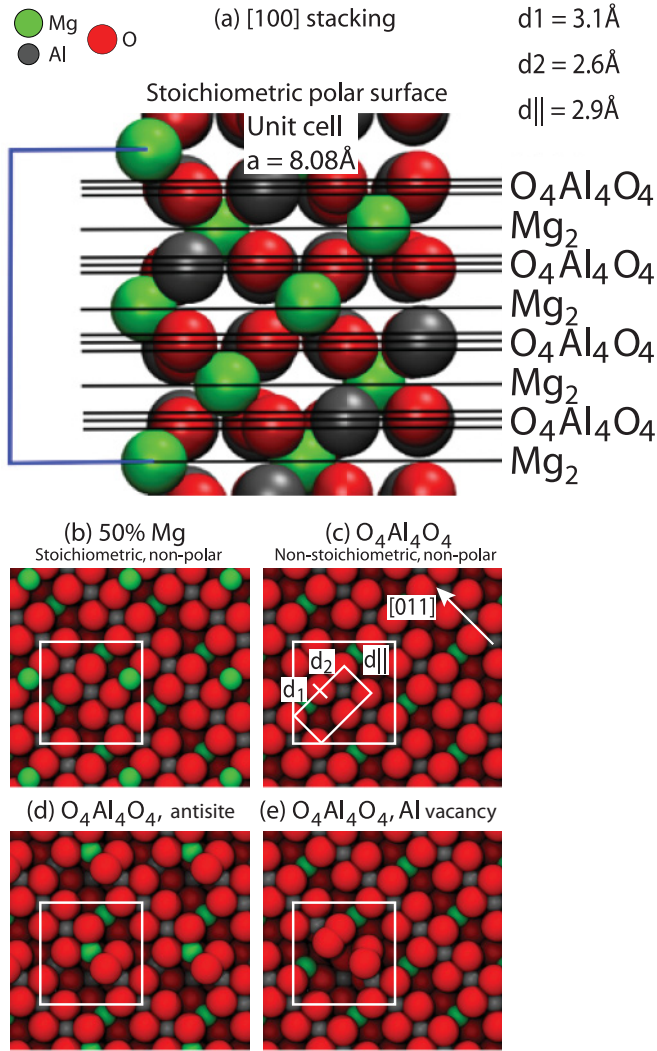 Mg
Al
O
(a) [100] stacking
d1 = 3.1Å
d2 = 2.6Å
d|| = 2.9Å
Stoichiometric polar surface
Unit cell
a = 8.08Å
O₄Al₄O₄
Mg₂
O₄Al₄O₄
Mg₂
O₄Al₄O₄
Mg₂
O₄Al₄O₄
Mg₂
(b) 50% Mg
Stoichiometric, non-polar
(c) O₄Al₄O₄
Non-stoichiometric, non-polar
[011]
d₂
d||
d₁
(d) O₄Al₄O₄, antisite
(e) O₄Al₄O₄, Al vacancy